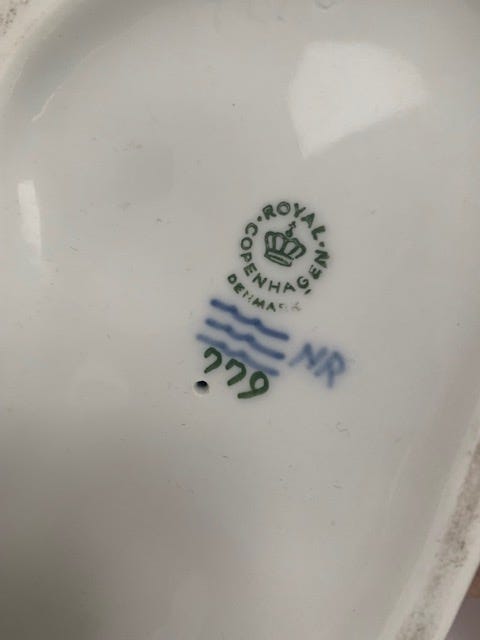 ROYAL
COPENHAGEN
DENMARK
NR
779